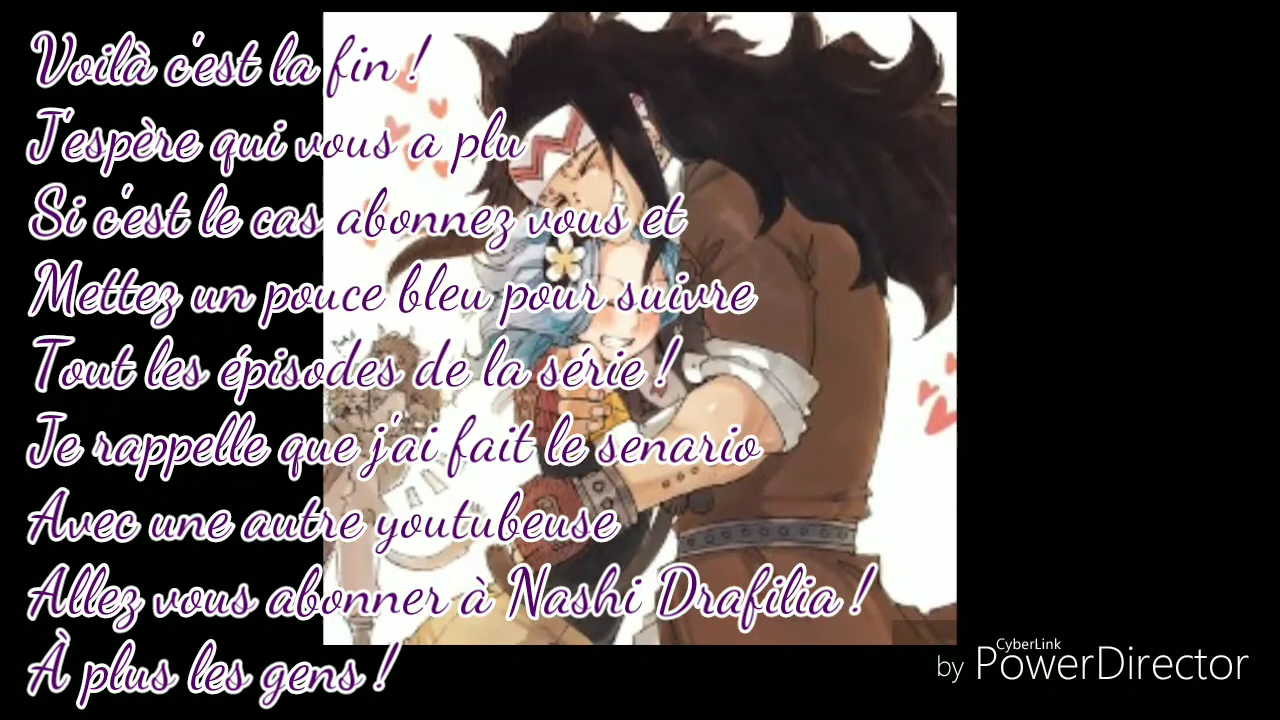 Voilà c'est la fin !
J'espère qui vous a plu
Si c'est le cas abonnez vous et
Mettez un pouce bleu pour suivre
Tout les épisodes de la série !
Je rappelle que j'ai fait le senario
Avec une autre youtubeuse
Allez vous abonner à Nashi Drafilia !
À plus les gens !
CyberLink
by PowerDirector